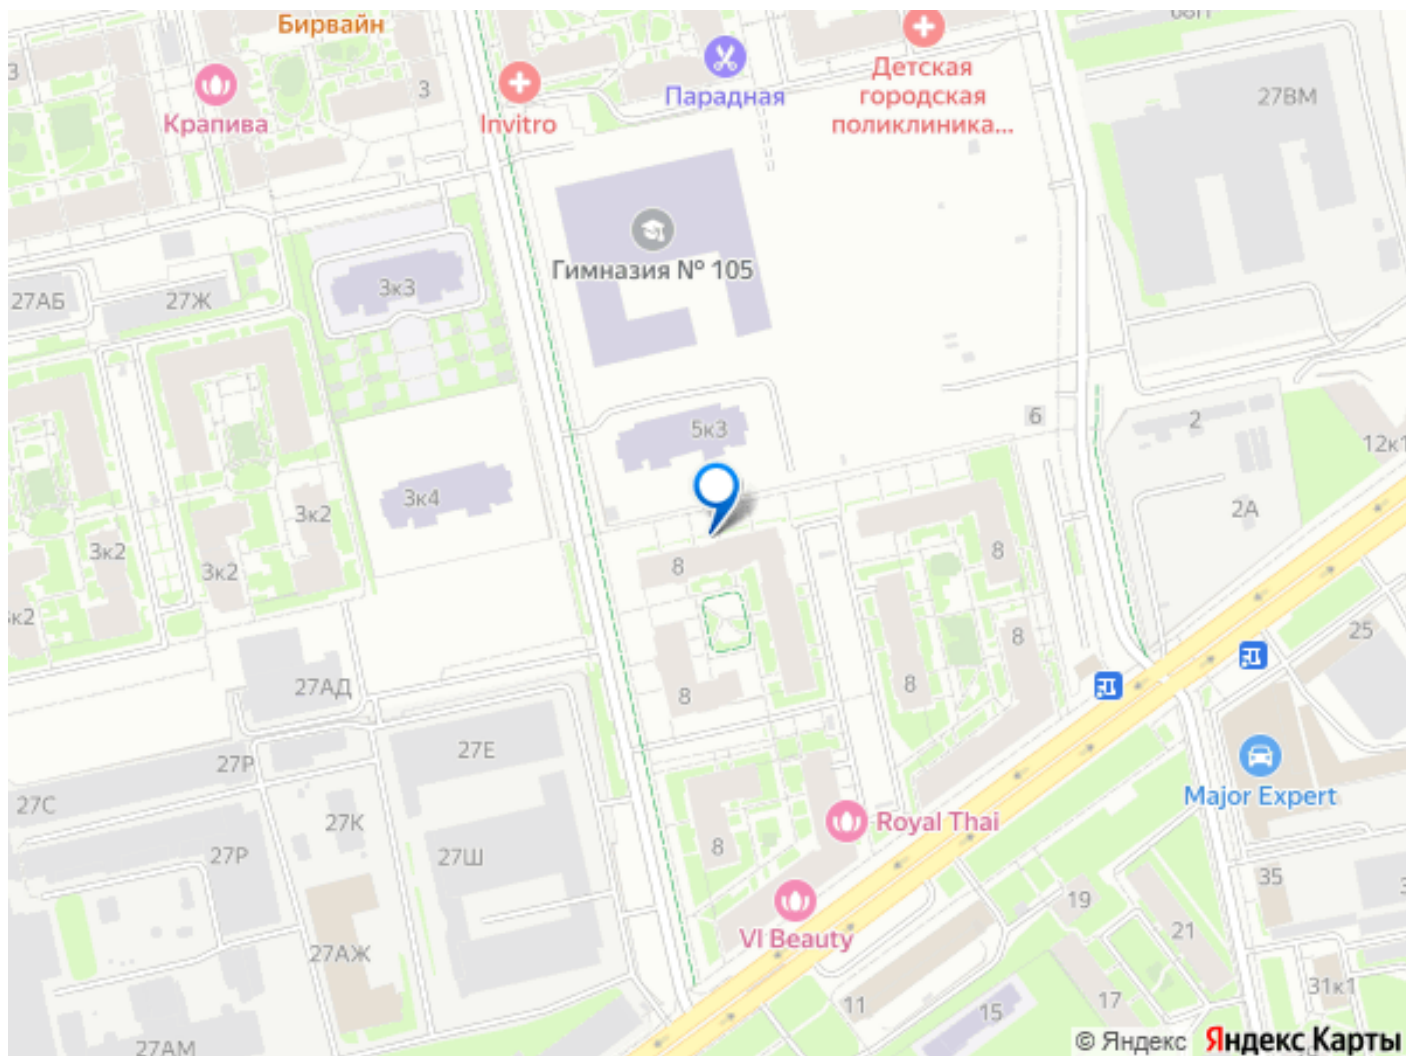 Бирвайн
Крапива
3
Invitro
Парадная
Детская
городская
поликлиника...
27ВМ
Гимназия № 105
27АБ
27Ж
3к3
5к3
6
2
12к1
2А
3к4
3к2
3к2
3к2
8
8
8
8
8
25
27АД
27Е
27Р
27С
27К
27Р
27Ш
8
Royal Thai
Major Expert
VI Beauty
35
19
21
27АЖ
11
15
17
31к1
27АМ
© Яндекс Яндекс Карты